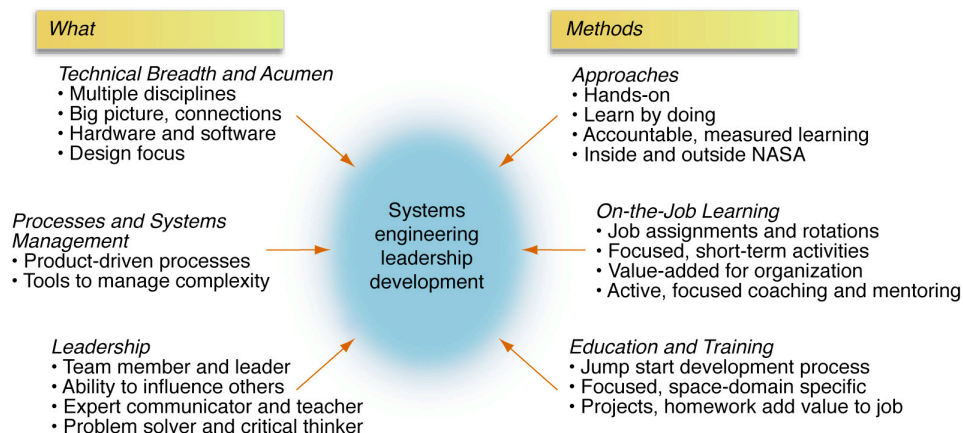 What
Technical Breadth and Acumen
• Multiple disciplines
• Big picture, connections
• Hardware and software
• Design focus
Processes and Systems
Management
• Product-driven processes
• Tools to manage complexity
Leadership
• Team member and leader
• Ability to influence others
• Expert communicator and teacher
• Problem solver and critical thinker
Systems
engineering
leadership
development
Methods
Approaches
• Hands-on
• Learn by doing
• Accountable, measured learning
• Inside and outside NASA
On-the-Job Learning
• Job assignments and rotations
• Focused, short-term activities
• Value-added for organization
• Active, focused coaching and mentoring
Education and Training
• Jump start development process
• Focused, space-domain specific
• Projects, homework add value to job